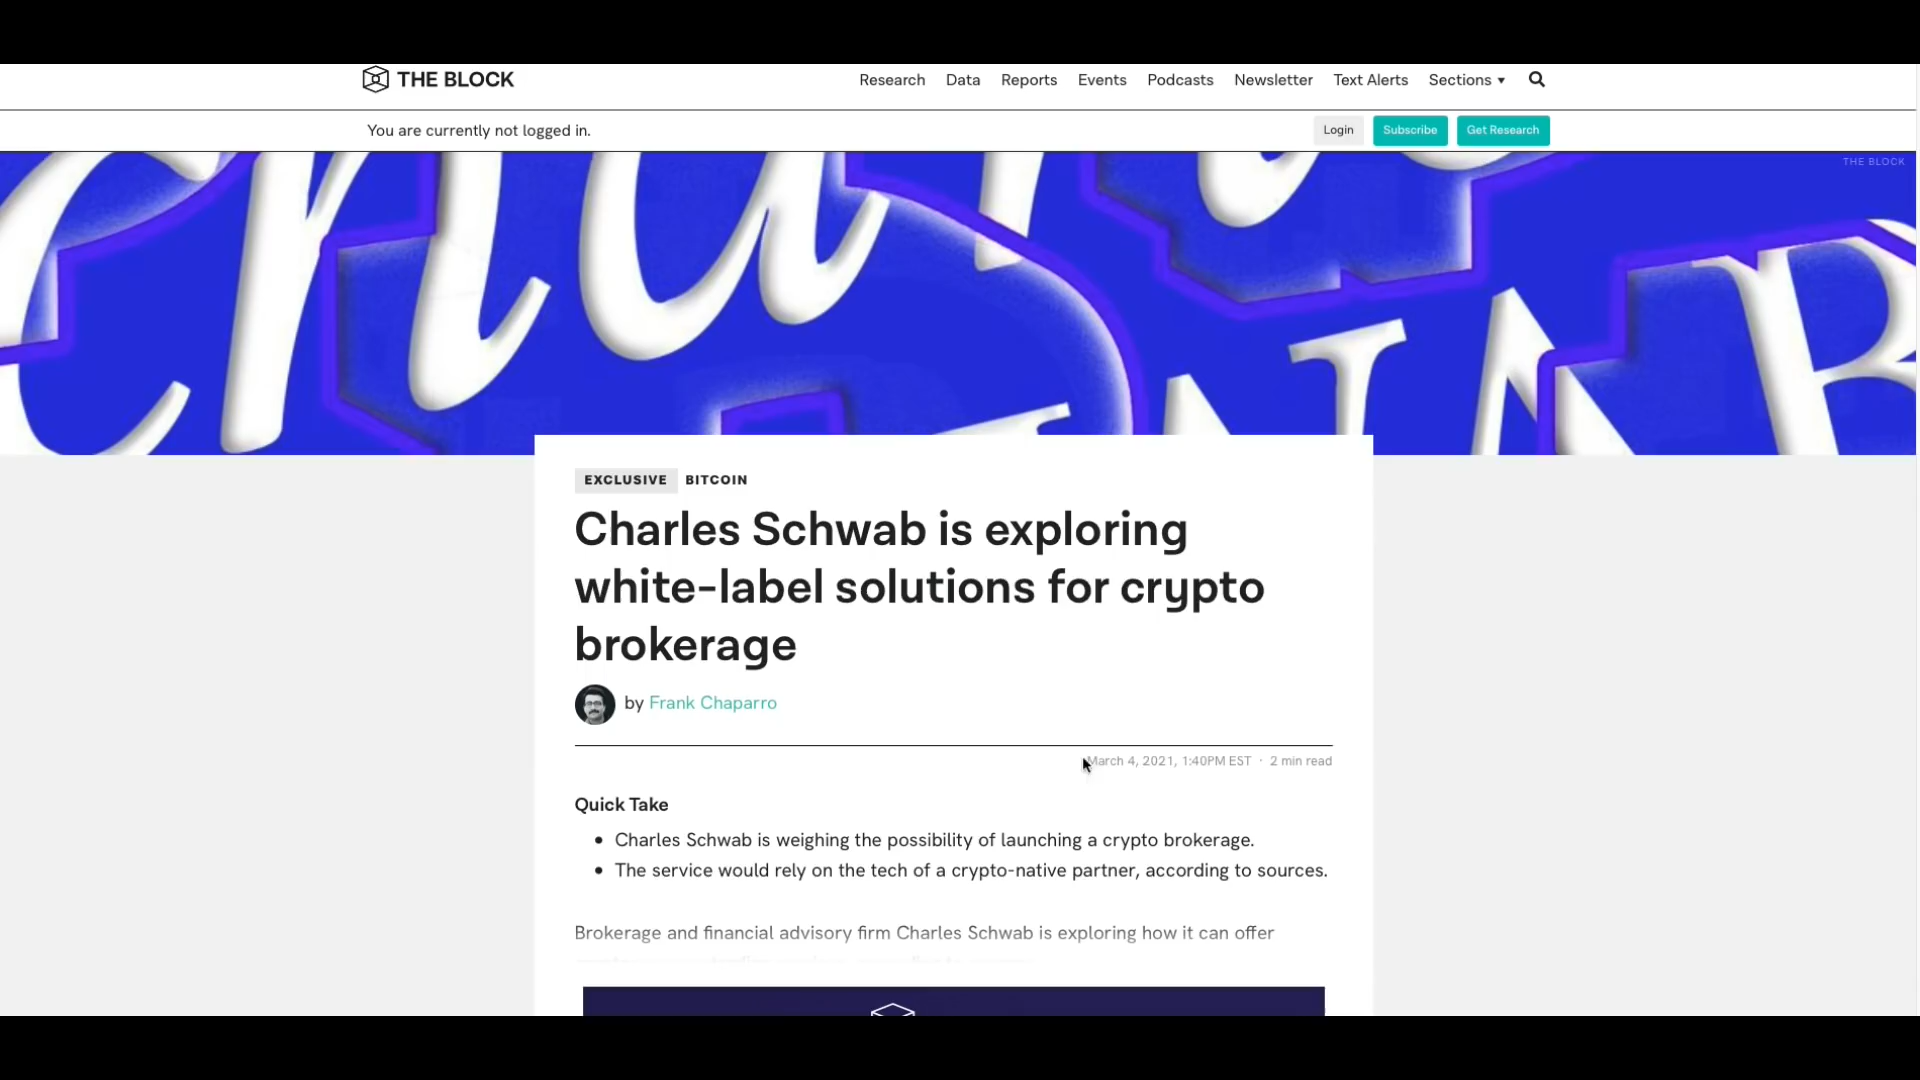 THE BLOCK
Research Data Reports Events Podcasts Newsletter Text Alerts Sections
You are currently not logged in.
Login Subscribe Get Research
THE BLOCK
EXCLUSIVE BITCOIN
Charles Schwab is exploring
white-label solutions for crypto
brokerage
by Frank Chaparro
March 4, 2021, 1:40PM EST · 2 min read
Quick Take
• Charles Schwab is weighing the possibility of launching a crypto brokerage.
• The service would rely on the tech of a crypto-native partner, according to sources.
Brokerage and financial advisory firm Charles Schwab is exploring how it can offer